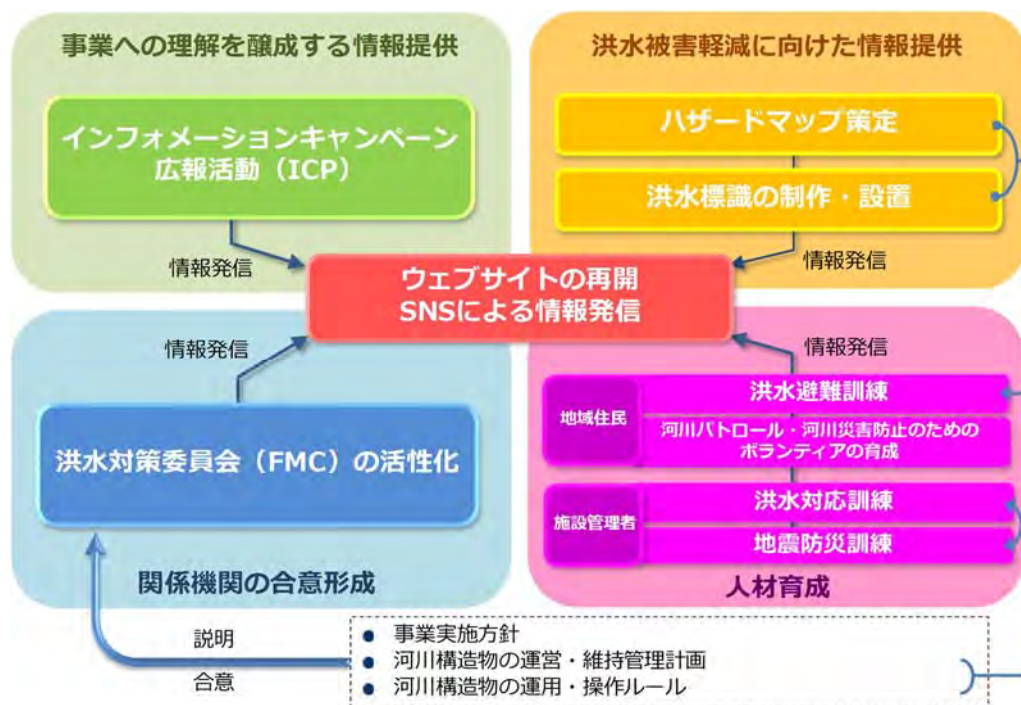 事業への理解を醸成する情報提供
インフォメーションキャンペーン
広報活動（ICP）
情報発信
洪水被害軽減に向けた情報提供
ハザードマップ策定
洪水標識の制作・設置
情報発信
ウェブサイトの再開
SNSによる情報発信
情報発信
洪水対策委員会（FMC）の活性化
関係機関の合意形成
情報発信
地域住民
洪水避難訓練
河川パトロール・河川災害防止のための
ボランティアの育成
施設管理者
洪水対応訓練
地震防災訓練
人材育成
説明
合意
● 事業実施方針
● 河川構造物の運営・維持管理計画
● 河川構造物の運用・操作ルール